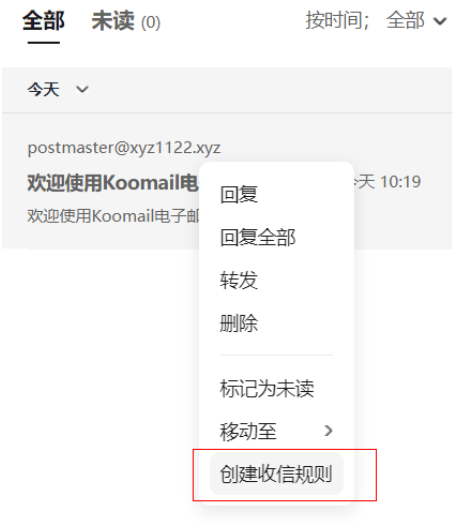 全部 未读 (0) 按时间; 全部
今天
postmaster@xyz1122.xyz
欢迎使用Koomail电 天 10:19
欢迎使用Koomail电子邮
回复
回复全部
转发
删除
标记为未读
移动至
创建收信规则